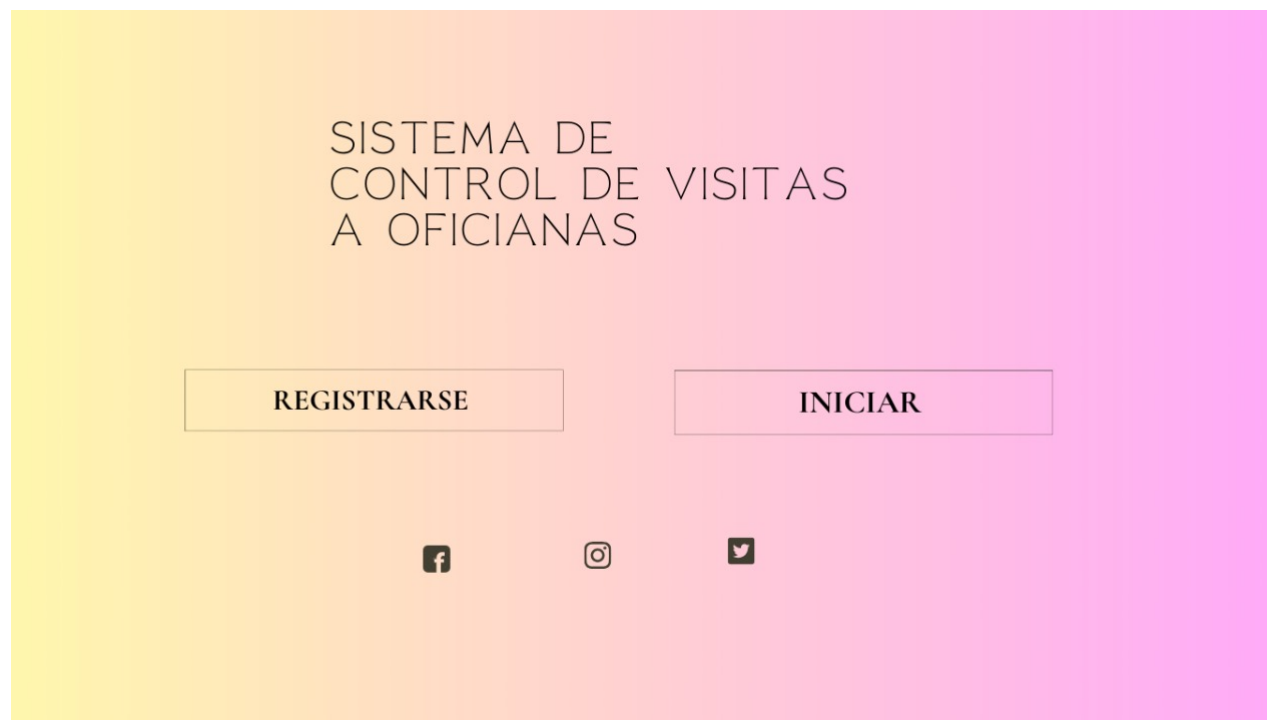 SISTEMA DE
CONTROL DE VISITAS
A OFICIANAS
REGISTRARSE
INICIAR